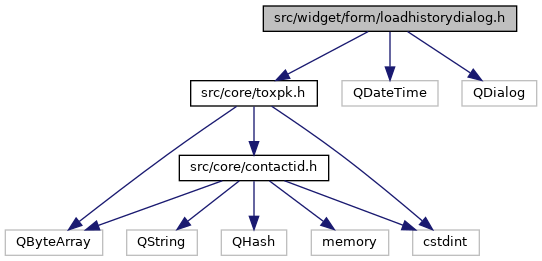 src/widget/form/loadhistorydialog.h
src/core/toxpk.h
QDateTime
QDialog
src/core/contactid.h
QByteArray
QString
QHash
memory
cstdint